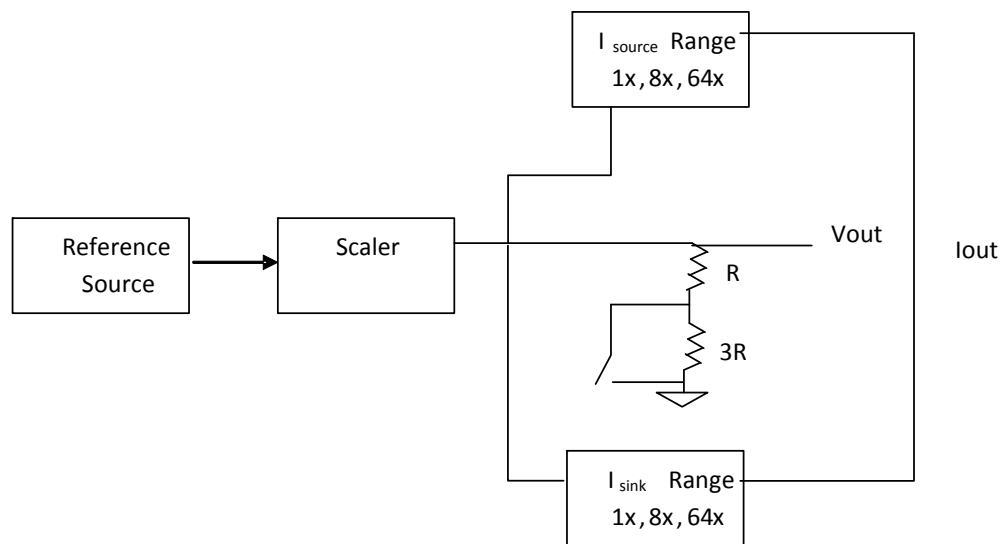 I source Range
1x, 8x, 64x
Reference
Source
Scaler
Vout
Iout
R
3R
I sink Range
1x, 8x, 64x